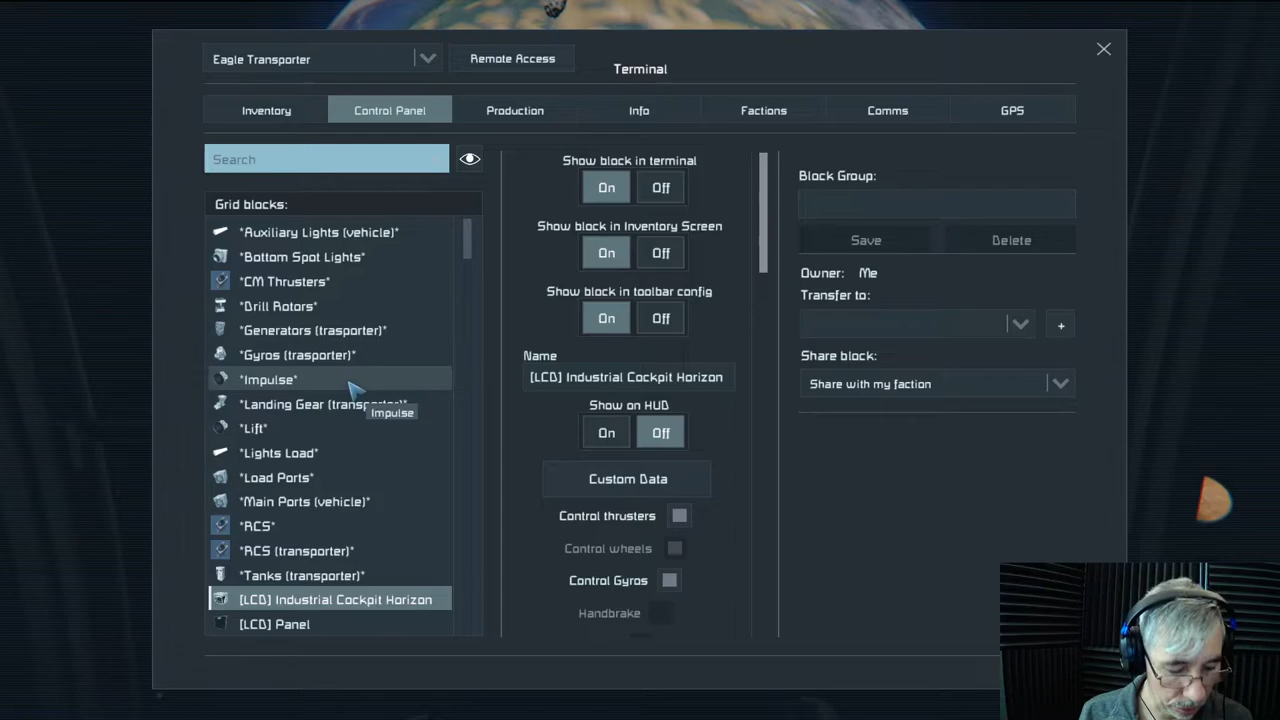 Eagle Transporter
Remote Access
Terminal
Inventory
Control Panel
Production
Info
Factions
Comms
GPS
Search
Grid blocks:
*Auxiliary Lights (vehicle)*
*Bottom Spot Lights*
*CM Thrusters*
*Drill Rotors*
*Generators (trasporter)*
*Gyros (trasporter)*
*Impulse*
*Landing Gear (transporter)*
Impulse
*Lift*
*Lights Load*
*Load Ports*
*Main Ports (vehicle)*
*RCS*
*RCS (transporter)*
*Tanks (transporter)*
[LCD] Industrial Cockpit Horizon
[LCD] Panel
Show block in terminal
On Off
Show block in Inventory Screen
On Off
Show block in toolbar config
On Off
Name
[LCD] Industrial Cockpit Horizon
Show on HUD
On Off
Custom Data
Control thrusters
Control wheels
Control Gyros
Handbrake
Block Group:
Save Delete
Owner: Me
Transfer to:
+
Share block:
Share with my faction